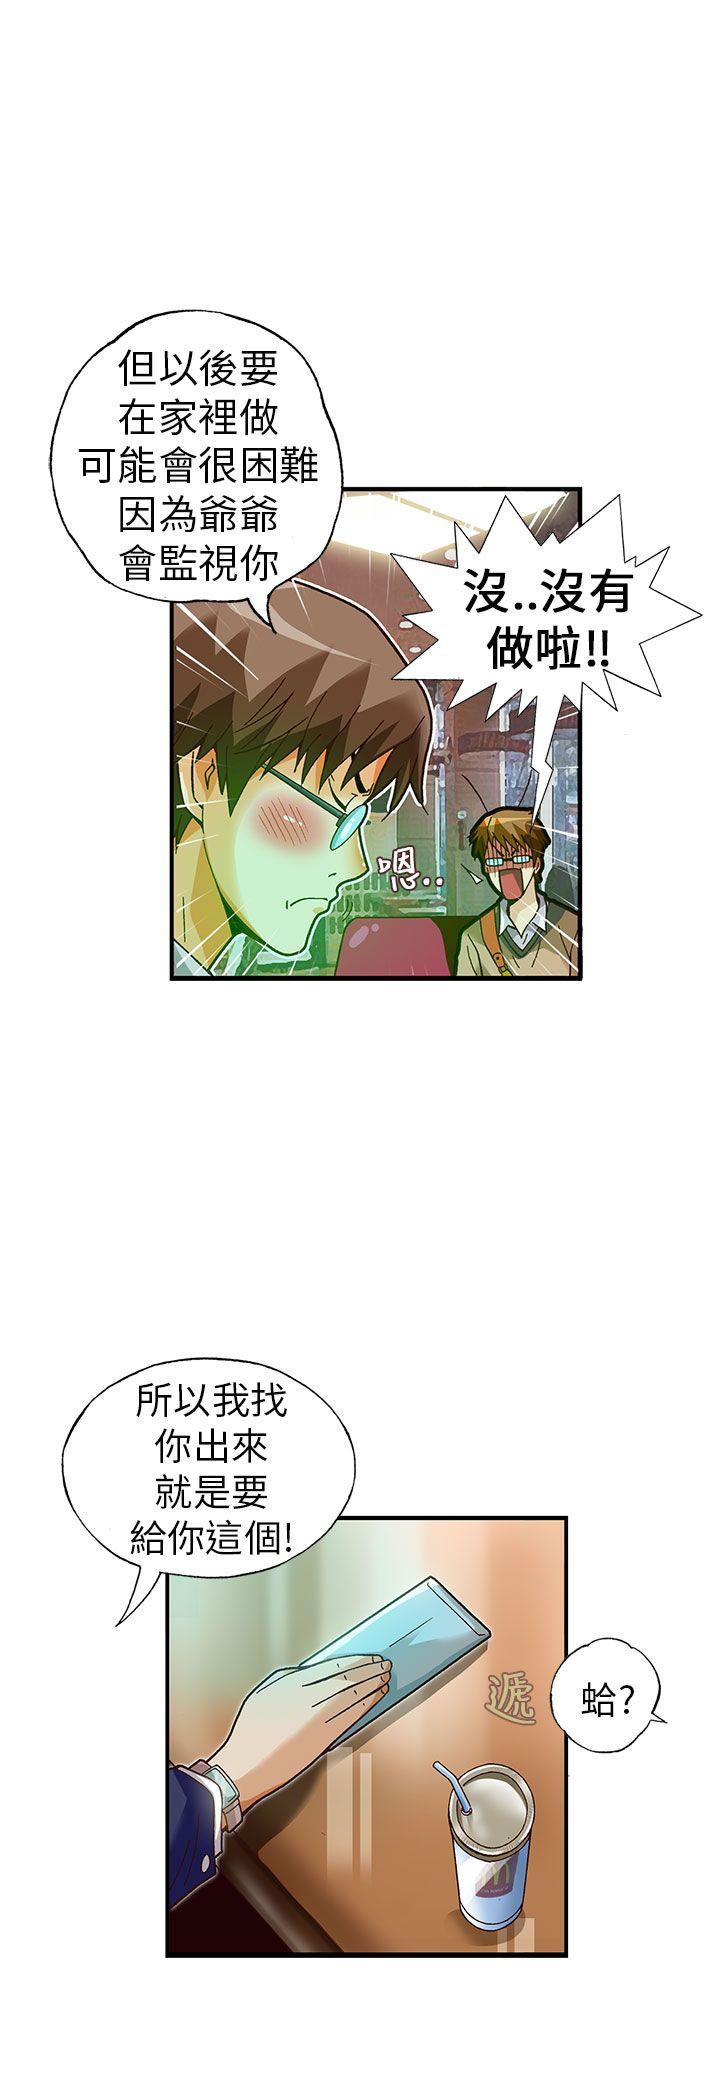 但以後要
在家裡做
可能會很困難
因為爺爺
會監視你
沒..沒有
做啦!!
嗯..
所以我找
你出來
就是要
給你這個!
遞
蛤?